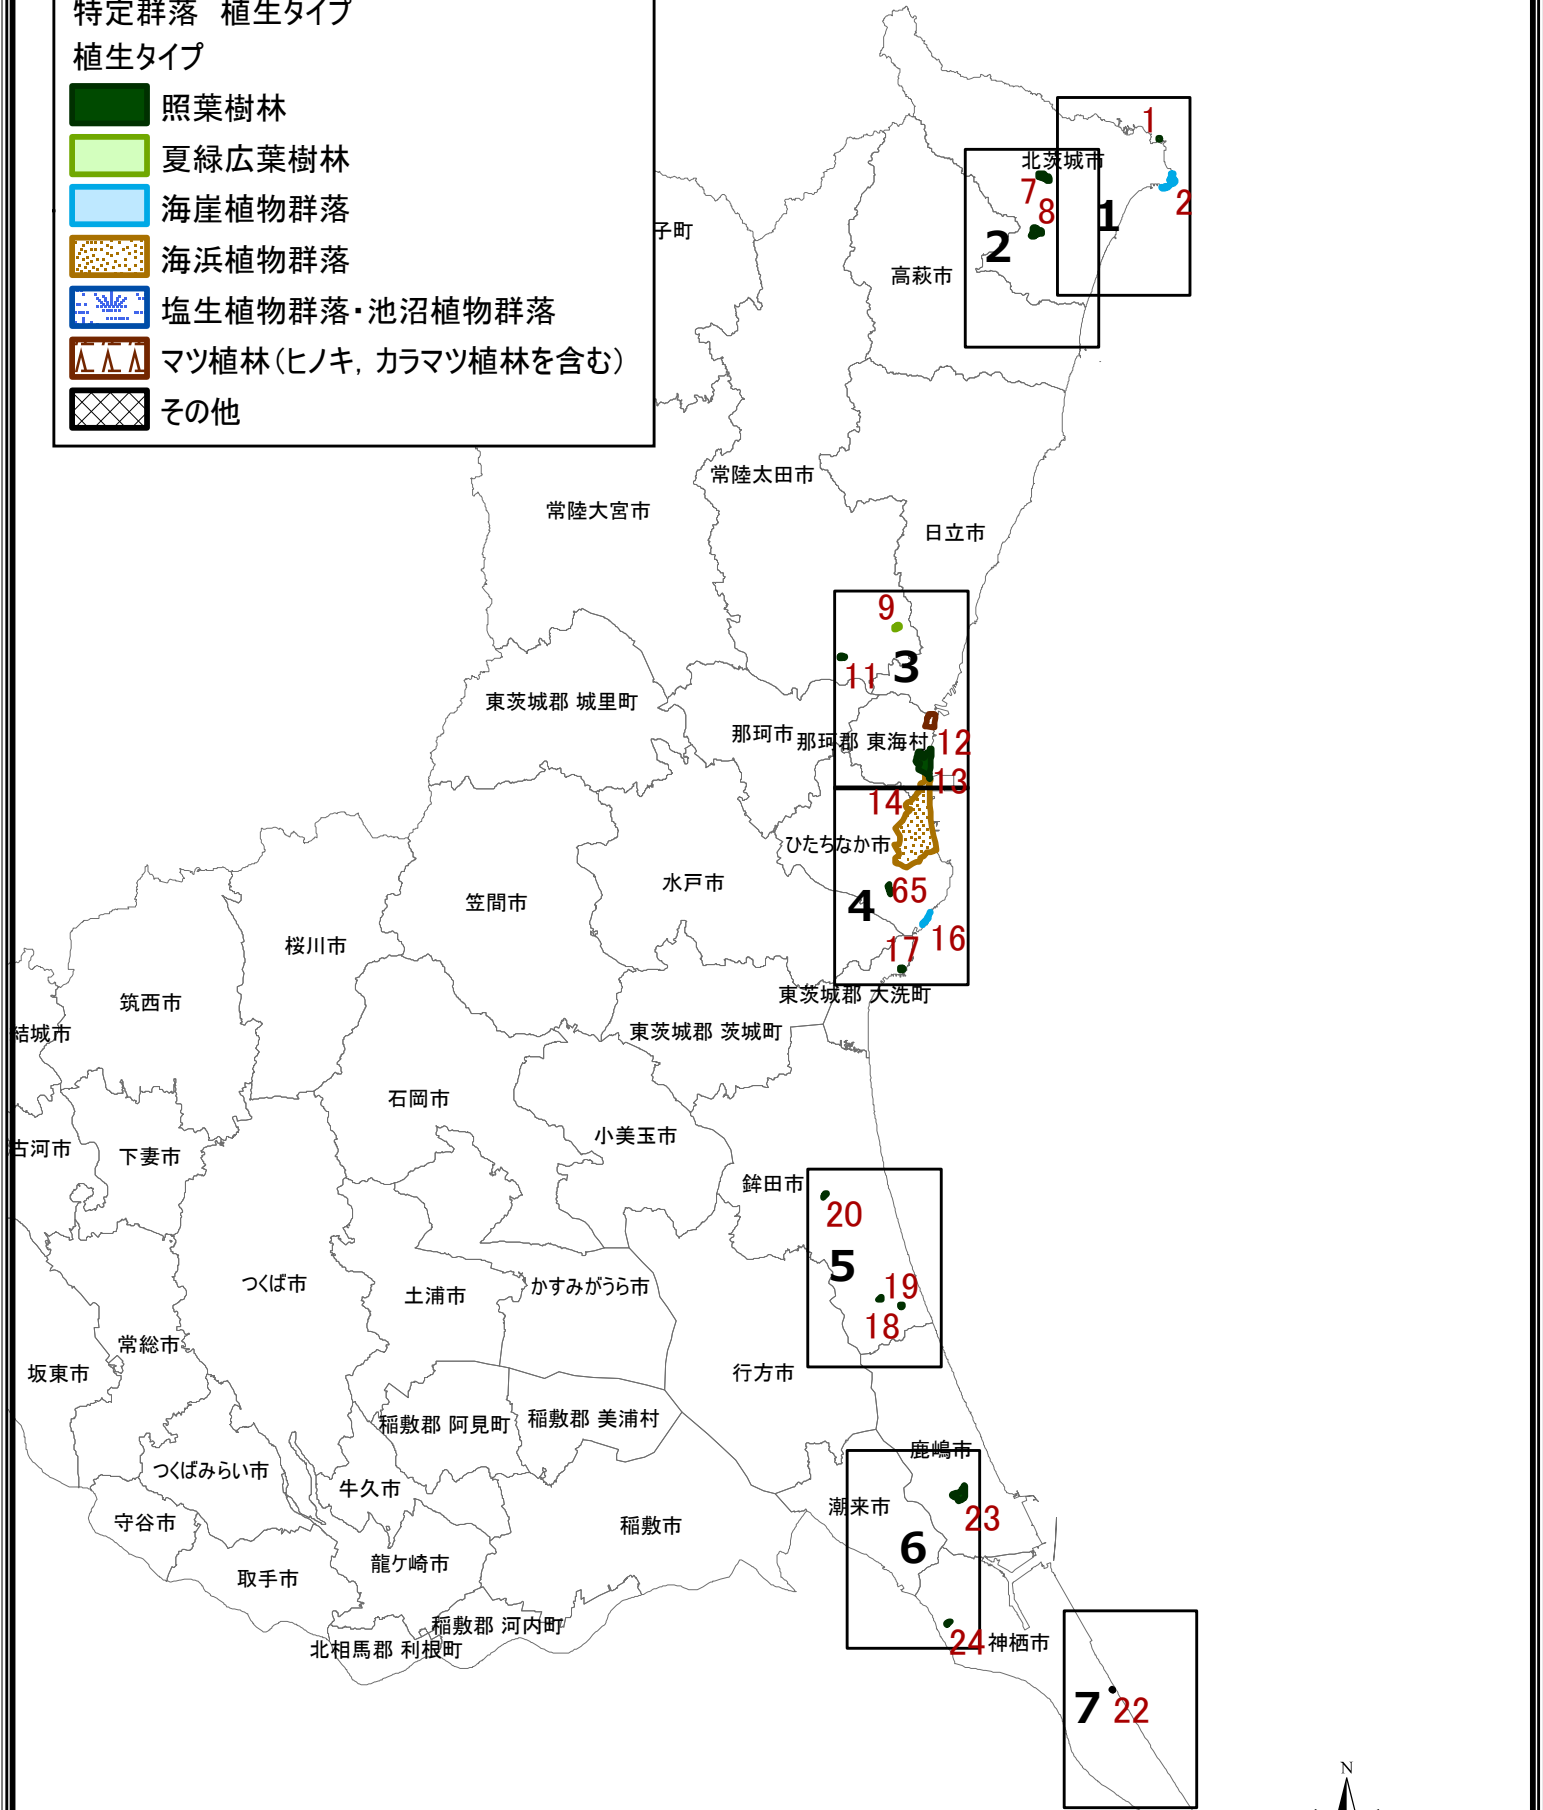 特定群落 植生タイプ
植生タイプ
照葉樹林
夏緑広葉樹林
海崖植物群落
海浜植物群落
塩生植物群落・池沼植物群落
マツ植林(ヒノキ，カラマツ植林を含む)
その他
1
北茨城市
7
2
8
1
子町
2
高萩市
常陸太田市
常陸大宮市
日立市
9
3
11
東茨城郡 城里町
那珂市
那珂郡 東海村
12
13
14
ひたちなか市
水戸市
65
笠間市
4
16
桜川市
17
東茨城郡 大洗町
筑西市
結城市
東茨城郡 茨城町
石岡市
小美玉市
古河市
下妻市
鉾田市
20
5
つくば市
かすみがうら市
19
土浦市
18
常総市
坂東市
行方市
稲敷郡 阿見町
稲敷郡 美浦村
鹿嶋市
つくばみらい市
牛久市
潮来市
23
守谷市
稲敷市
6
龍ケ崎市
取手市
稲敷郡 河内町
北相馬郡 利根町
24
神栖市
7
22
N